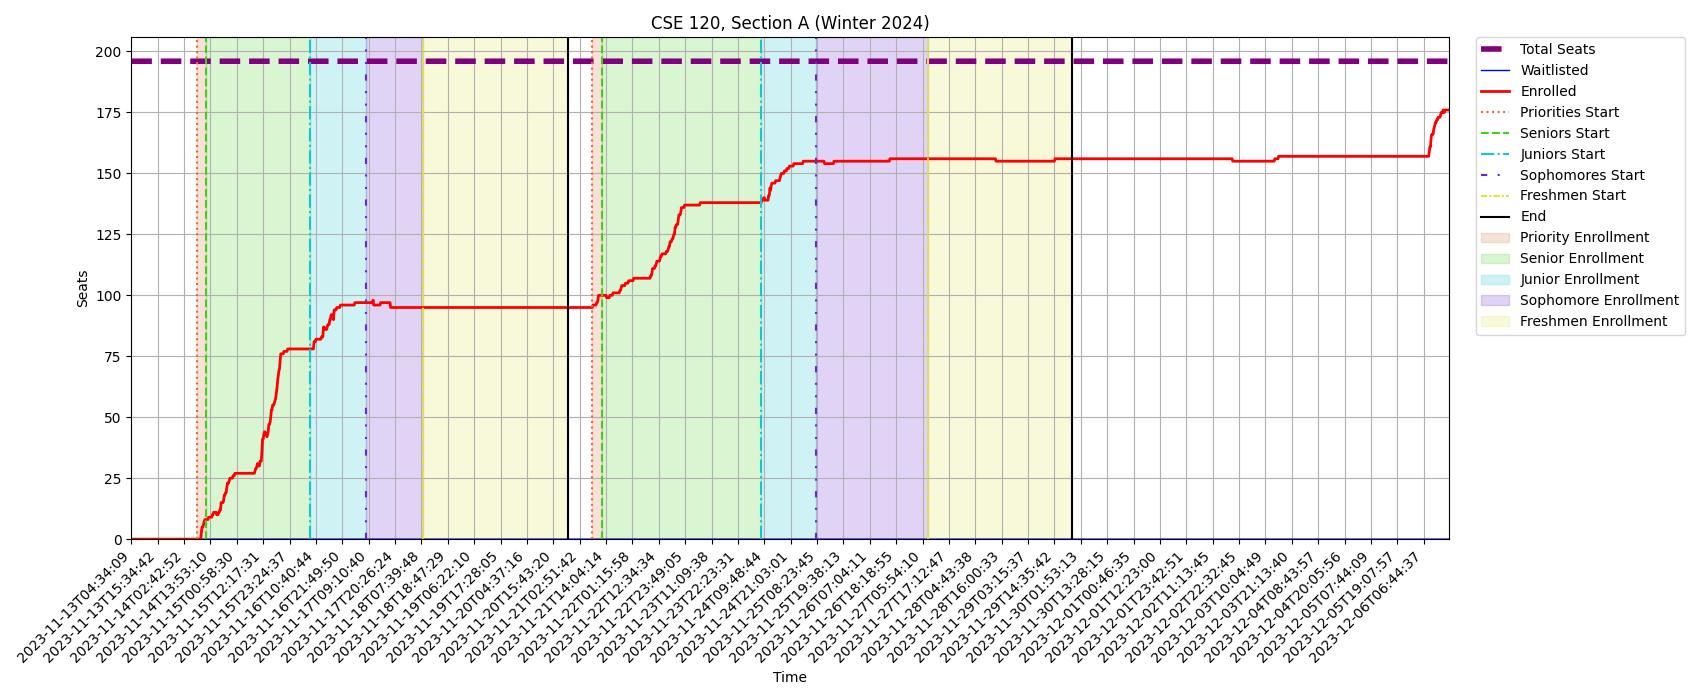 CSE 120, Section A (Winter 2024)
Seats
200
175
150
125
100
75
50
25
0
2023-11-13T04:34:09
2023-11-13T15:34:42
2023-11-14T02:42:52
2023-11-14T13:53:10
2023-11-15T00:58:30
2023-11-15T12:17:31
2023-11-15T23:24:37
2023-11-16T10:40:44
2023-11-16T21:49:50
2023-11-17T09:10:40
2023-11-17T20:26:24
2023-11-18T07:39:48
2023-11-18T18:47:29
2023-11-19T06:22:10
2023-11-19T17:28:05
2023-11-20T04:37:16
2023-11-20T15:43:20
2023-11-21T02:51:42
2023-11-21T14:04:14
2023-11-22T01:15:58
2023-11-22T12:34:34
2023-11-22T23:49:05
2023-11-23T11:09:38
2023-11-23T22:23:31
2023-11-24T09:48:44
2023-11-24T21:03:01
2023-11-25T08:23:45
2023-11-25T19:38:13
2023-11-26T07:04:11
2023-11-26T18:18:55
2023-11-27T05:54:10
2023-11-27T17:12:47
2023-11-28T04:43:38
2023-11-28T16:00:33
2023-11-29T03:15:37
2023-11-29T14:35:42
2023-11-30T01:53:13
2023-11-30T13:28:15
2023-12-01T00:46:35
2023-12-01T12:23:00
2023-12-01T23:42:51
2023-12-02T11:13:45
2023-12-02T22:32:45
2023-12-03T10:04:49
2023-12-03T21:13:40
2023-12-04T08:43:57
2023-12-04T20:05:56
2023-12-05T07:44:09
2023-12-05T19:07:57
2023-12-06T06:44:37
Time
Total Seats
Waitlisted
Enrolled
Priorities Start
Seniors Start
Juniors Start
Sophomores Start
Freshmen Start
End
Priority Enrollment
Senior Enrollment
Junior Enrollment
Sophomore Enrollment
Freshmen Enrollment